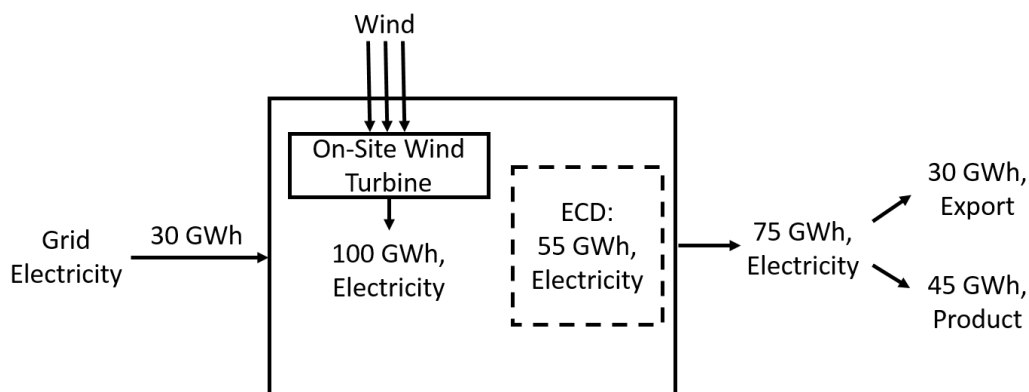 Wind
On-Site Wind
Turbine
100 GWh,
Electricity
Grid
Electricity
30 GWh
ECD:
55 GWh,
Electricity
75 GWh,
Electricity
30 GWh,
Export
45 GWh,
Product